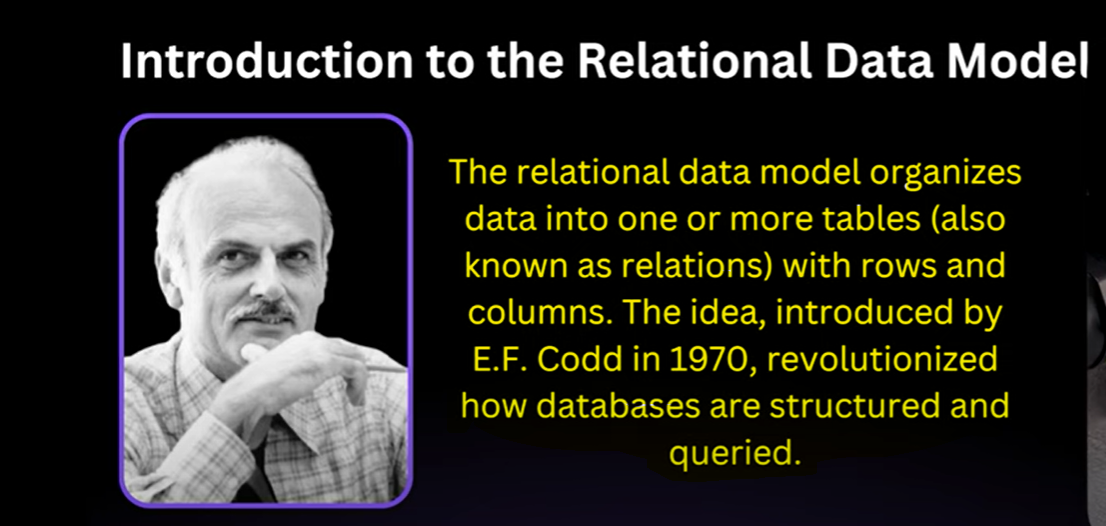 Introduction to the Relational Data Model
The relational data model organizes
data into one or more tables (also
known as relations) with rows and
columns. The idea, introduced by
E.F. Codd in 1970, revolutionized
how databases are structured and
queried.